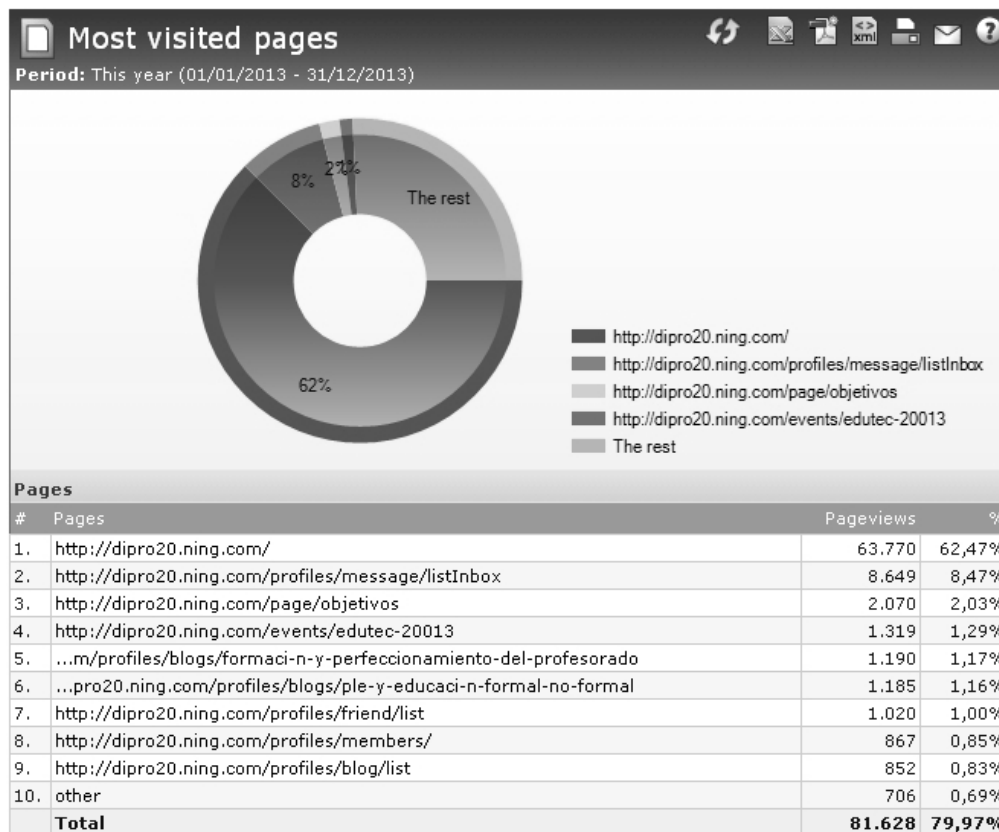 Most visited pages
xml
?
Period: This year (01/01/2013 - 31/12/2013)
8%
2%
1%
The rest
62%
http://dipro20.ning.com/
http://dipro20.ning.com/profiles/message/listInbox
http://dipro20.ning.com/page/objetivos
http://dipro20.ning.com/events/edutec-20013
The rest
Pages
# Pages Pageviews %
1. http://dipro20.ning.com/ 63.770 62,47%
2. http://dipro20.ning.com/profiles/message/listInbox 8.649 8,47%
3. http://dipro20.ning.com/page/objetivos 2.070 2,03%
4. http://dipro20.ning.com/events/edutec-20013 1.319 1,29%
5. ...m/profiles/blogs/formaci-n-y-perfeccionamiento-del-profesorado 1.190 1,17%
6. ...pro20.ning.com/profiles/blogs/ple-y-educaci-n-formal-no-formal 1.185 1,16%
7. http://dipro20.ning.com/profiles/friend/list 1.020 1,00%
8. http://dipro20.ning.com/profiles/members/ 867 0,85%
9. http://dipro20.ning.com/profiles/blog/list 852 0,83%
10. other 706 0,69%
Total 81.628 79,97%